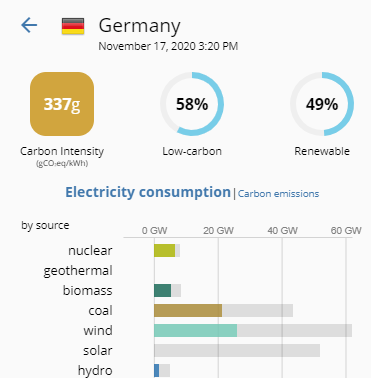 Germany
November 17, 2020 3:20 PM
337g
58%
49%
Carbon Intensity
Low-carbon
Renewable
(gCO₂eq/kWh)
Electricity consumption | Carbon emissions
by source
0 GW 20 GW 40 GW 60 GW
nuclear
geothermal
biomass
coal
wind
solar
hydro